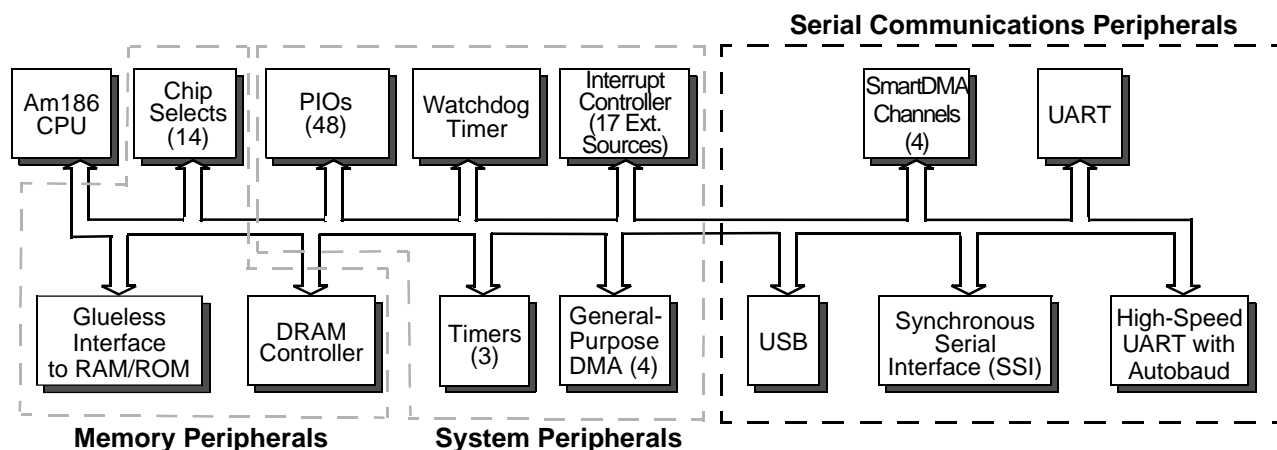 Serial Communications Peripherals
Am186
CPU
Chip
Selects
(14)
PIOs
(48)
Watchdog
Timer
Interrupt
Controller
(17 Ext.
Sources)
SmartDMA
Channels
(4)
UART
Glueless
Interface
to RAM/ROM
DRAM
Controller
Timers
(3)
General-
Purpose
DMA (4)
USB
Synchronous
Serial
Interface (SSI)
High-Speed
UART with
Autobaud
Memory Peripherals
System Peripherals